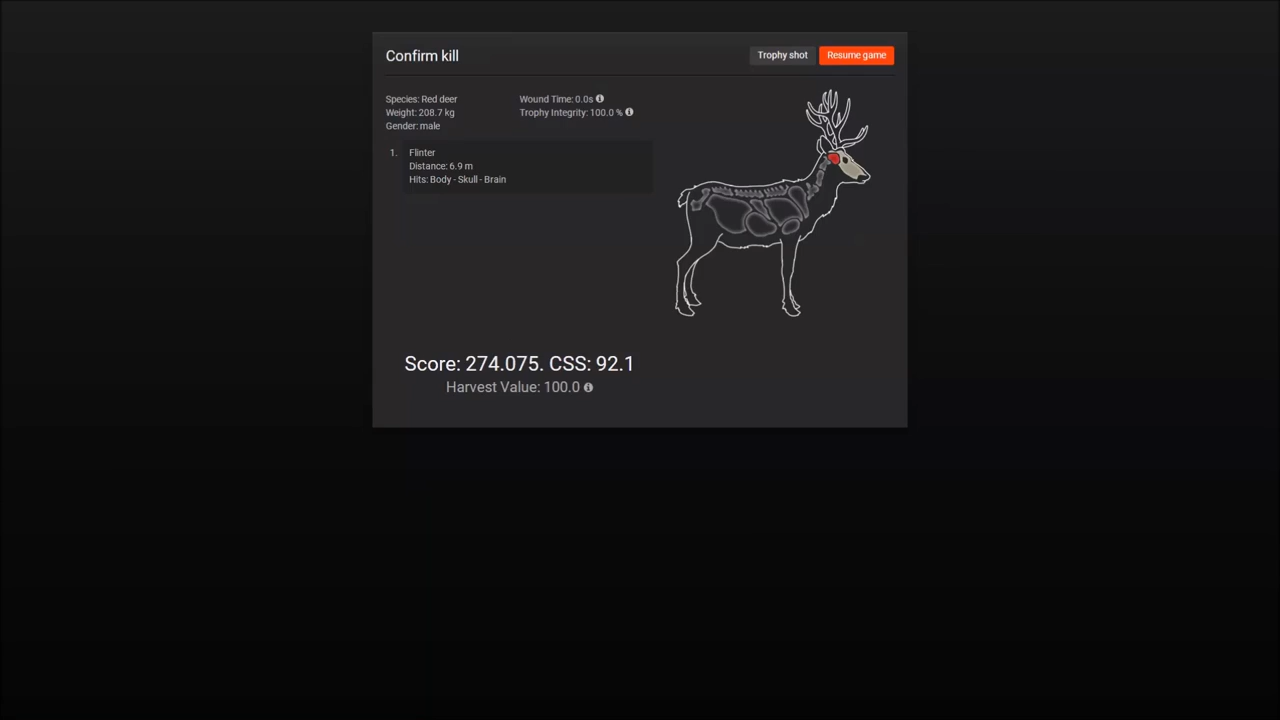 Confirm kill
Trophy shot
Resume game
Species: Red deer
Weight: 208.7 kg
Gender: male
Wound Time: 0.0s
Trophy Integrity: 100.0 %
1.
Flinter
Distance: 6.9 m
Hits: Body - Skull - Brain
Score: 274.075. CSS: 92.1
Harvest Value: 100.0